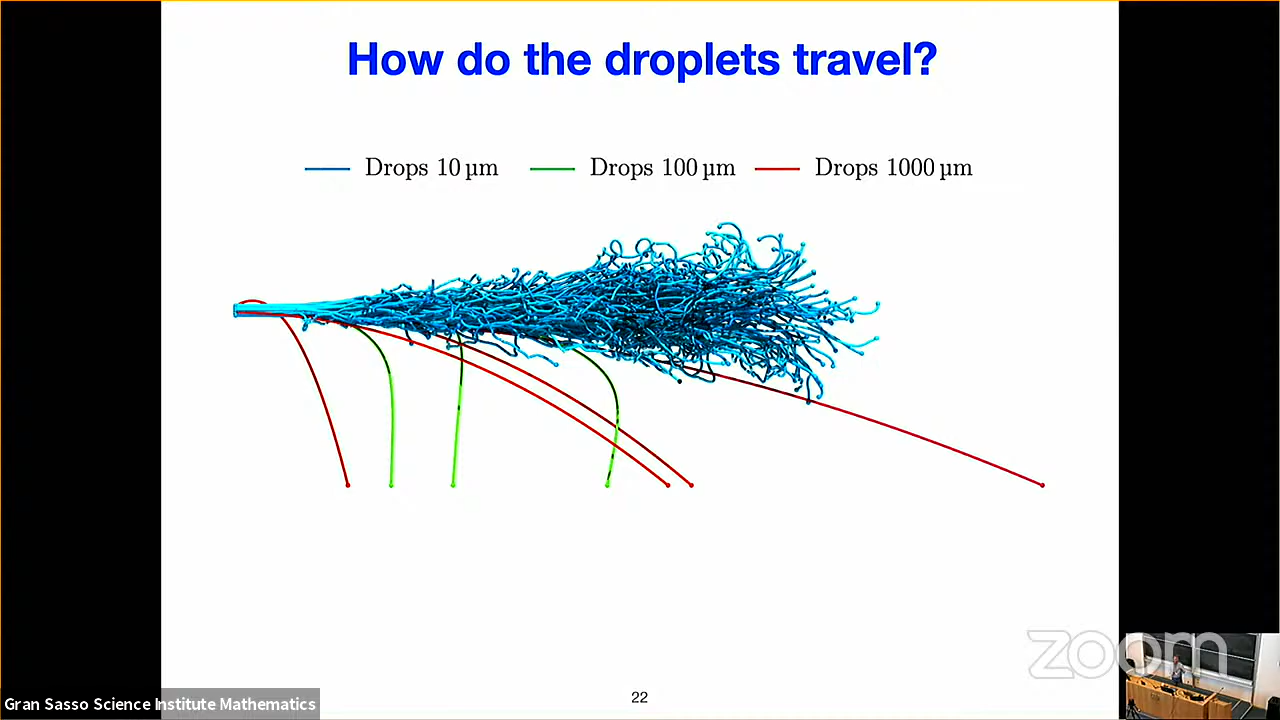 How do the droplets travel?
Drops 10 µm Drops 100 µm Drops 1000 µm
zoom
Gran Sasso Science Institute Mathematics
22